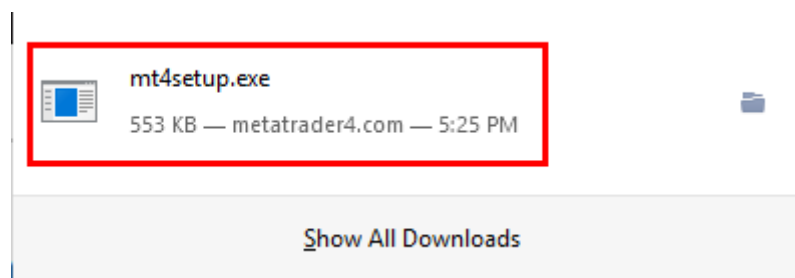 mt4setup.exe
553 KB — metatrader4.com — 5:25 PM
Show All Downloads